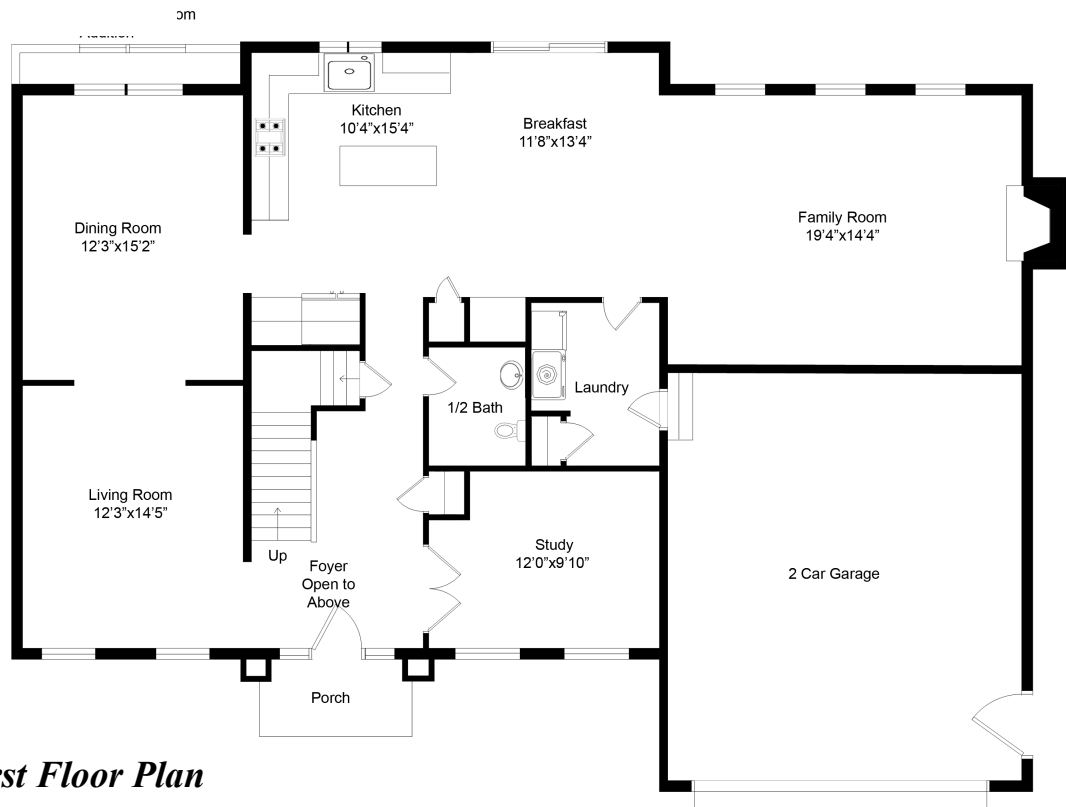 Kitchen
10'4"x15'4"
Breakfast
11'8"x13'4"
Dining Room
12'3"x15'2"
Family Room
19'4"x14'4"
Laundry
1/2 Bath
Living Room
12'3"x14'5"
Study
12'0"x9'10"
Up
Foyer
Open to
Above
2 Car Garage
Porch
Floor Plan